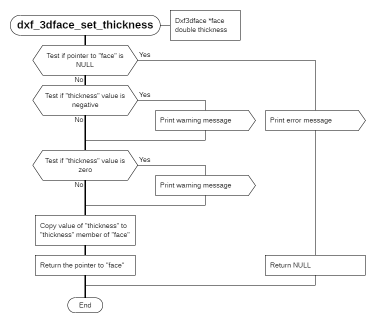 dxf_3dface_set_thickness
Dxf3dface *face
double thickness
Test if pointer to "face" is
NULL
Yes
No
Test if "thickness" value is
negative
Yes
No
Print warning message
Print error message
Test if "thickness" value is
zero
Yes
No
Print warning message
Copy value of "thickness" to
"thickness" member of "face"
Return the pointer to "face"
Return NULL
End